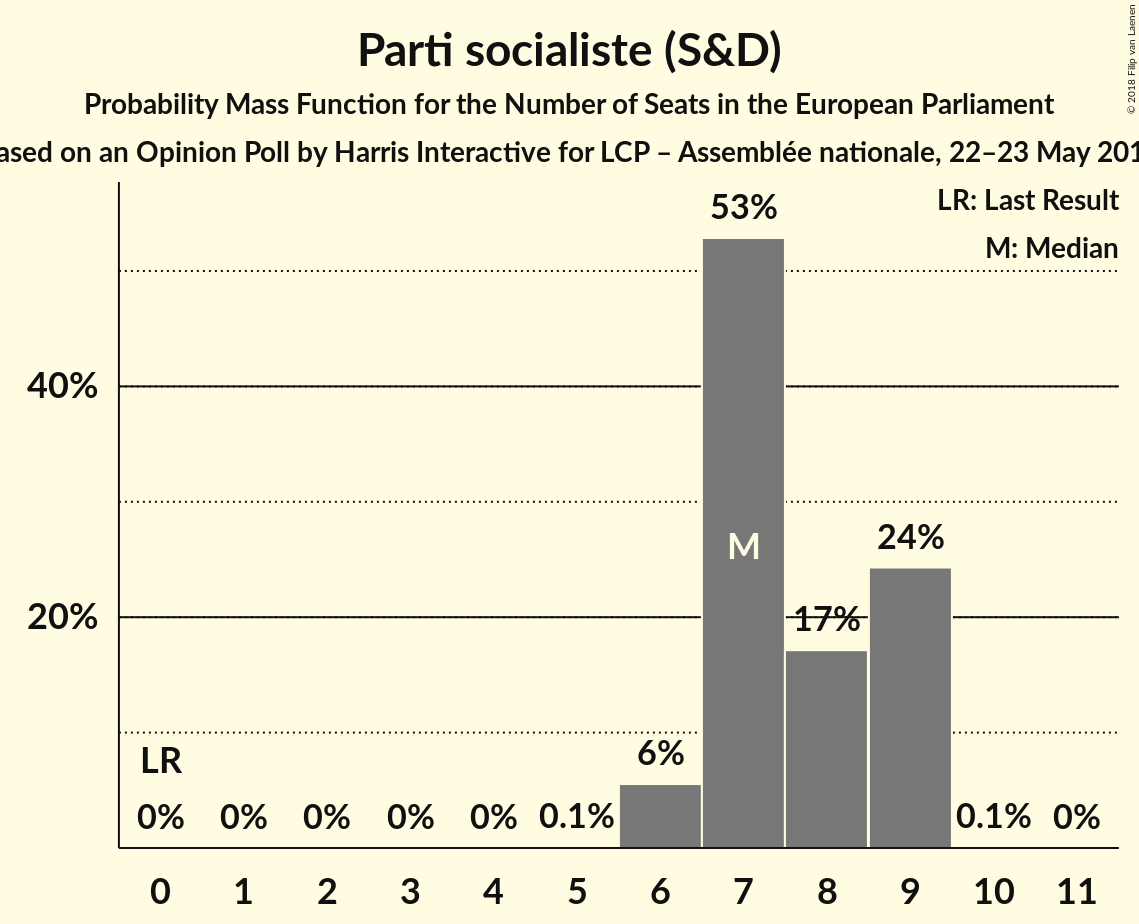 Parti socialiste (S&D)
Probability Mass Function for the Number of Seats in the European Parliament
ased on an Opinion Poll by Harris Interactive for LCP – Assemblée nationale, 22–23 May 201
© 2018 Filip van Laenen
LR: Last Result
M: Median
53%
40%
M
24%
20%
17%
LR
6%
0% 0% 0% 0% 0% 0.1% 0.1% 0%
0 1 2 3 4 5 6 7 8 9 10 11